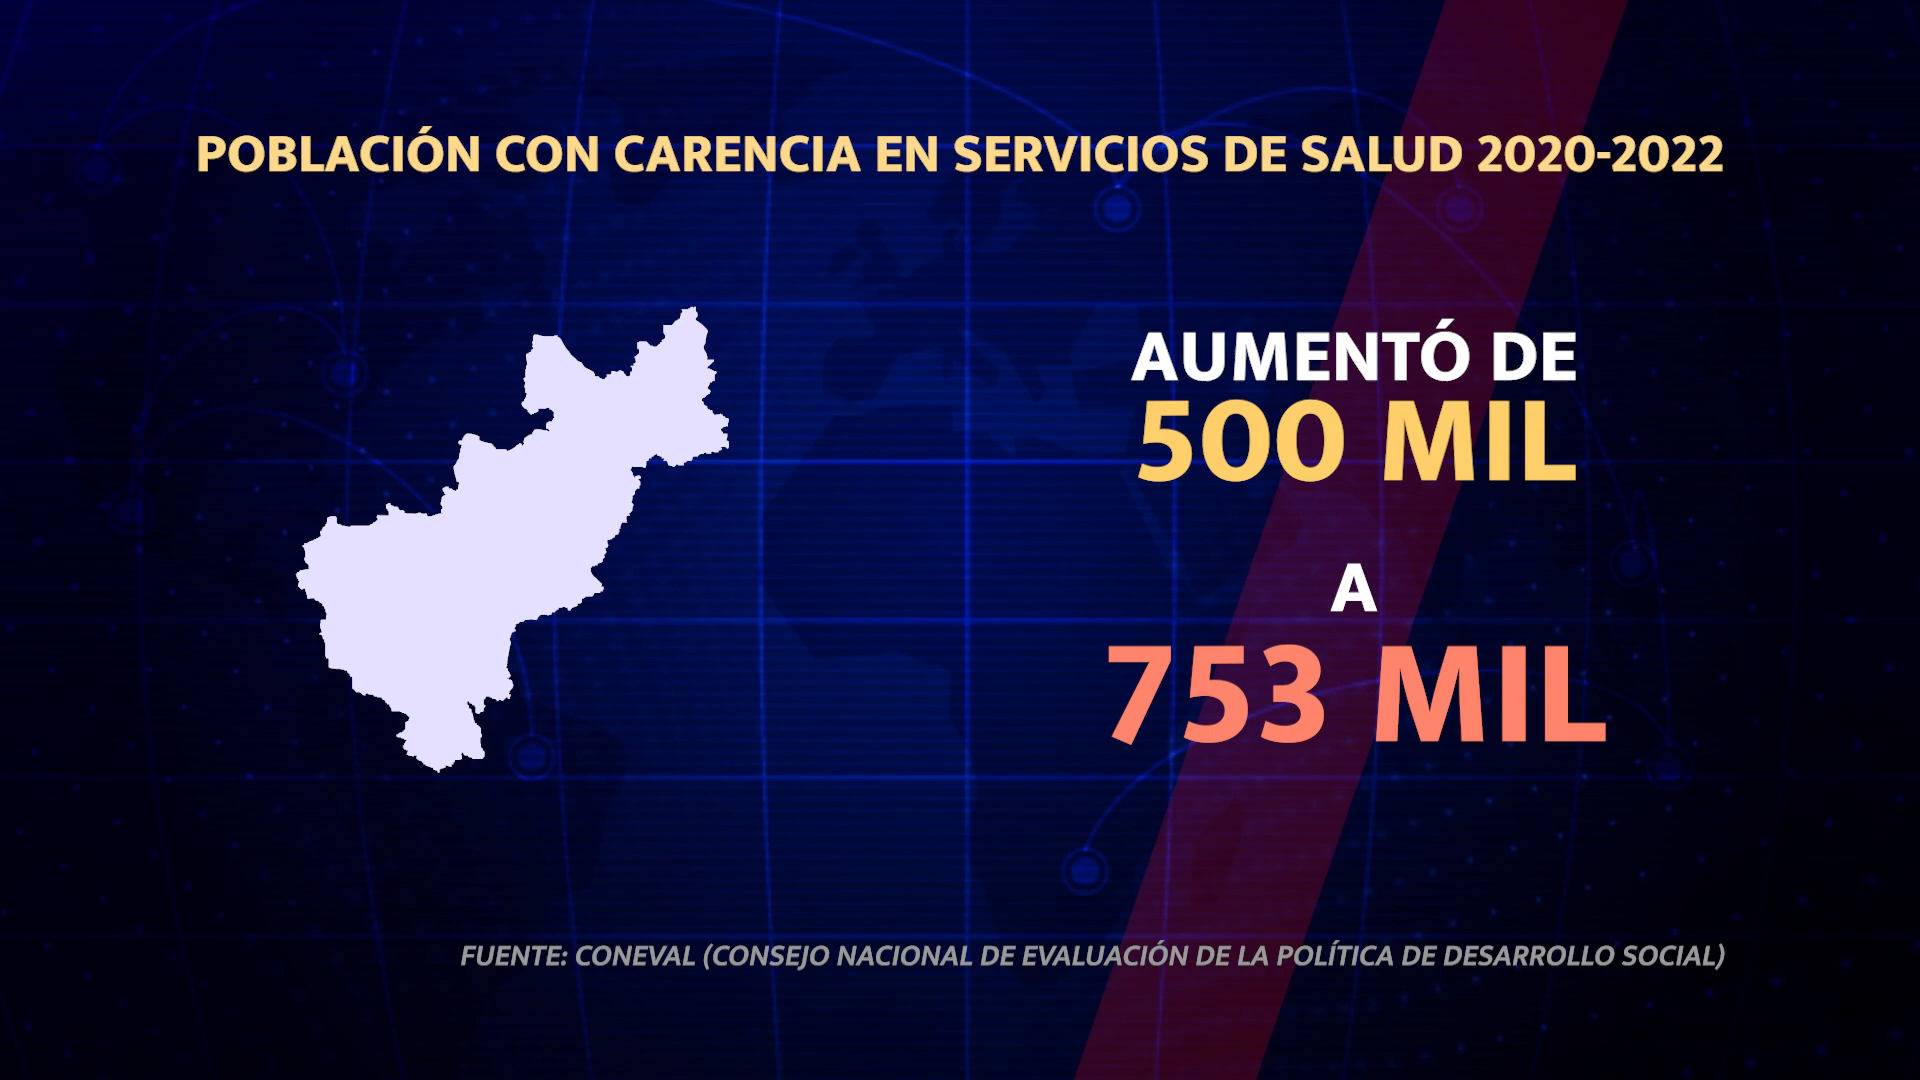 POBLACIÓN CON CARENCIA EN SERVICIOS DE SALUD 2020-2022
AUMENTÓ DE
500 MIL
A
753 MIL
FUENTE: CONEVAL (CONSEJO NACIONAL DE EVALUACIÓN DE LA POLÍTICA DE DESARROLLO SOCIAL)